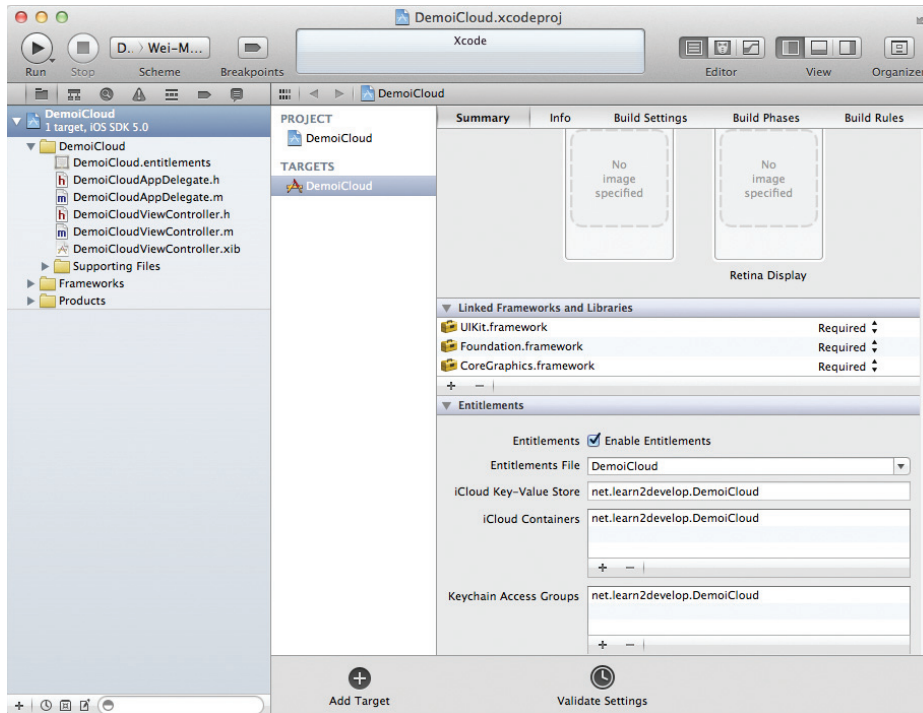 DemoiCloud.xcodeproj
D.. Wei-M...
Xcode
Run Stop Scheme Breakpoints Editor View Organizer
DemoiCloud
DemoiCloud
1 target, iOS SDK 5.0
DemoiCloud
DemoiCloud.entitlements
DemoiCloudAppDelegate.h
DemoiCloudAppDelegate.m
DemoiCloudViewController.h
DemoiCloudViewController.m
DemoiCloudViewController.xib
Supporting Files
Frameworks
Products
PROJECT
DemoiCloud
TARGETS
DemoiCloud
Summary Info Build Settings Build Phases Build Rules
No
image
specified
No
image
specified
Retina Display
Linked Frameworks and Libraries
UIKit.framework Required
Foundation.framework Required
CoreGraphics.framework Required
Entitlements
Entitlements Enable Entitlements
Entitlements File DemoiCloud
iCloud Key-Value Store net.learn2develop.DemoiCloud
iCloud Containers net.learn2develop.DemoiCloud
Keychain Access Groups net.learn2develop.DemoiCloud
Add Target Validate Settings